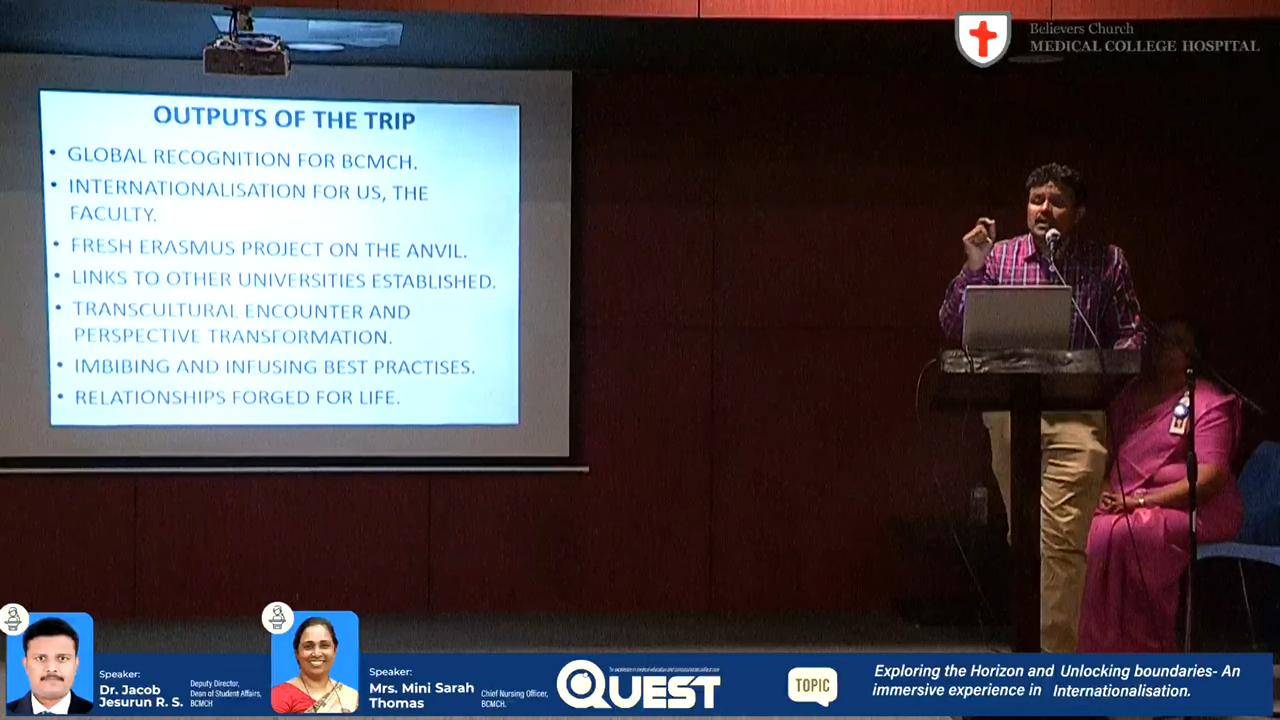 Believers Church
MEDICAL COLLEGE HOSPITAL
OUTPUTS OF THE TRIP
• GLOBAL RECOGNITION FOR BCMCH.
• INTERNATIONALISATION FOR US, THE
FACULTY.
• FRESH ERASMUS PROJECT ON THE ANVIL.
• LINKS TO OTHER UNIVERSITIES ESTABLISHED.
• TRANSCULTURAL ENCOUNTER AND
PERSPECTIVE TRANSFORMATION.
• IMBIBING AND INFUSING BEST PRACTISES.
• RELATIONSHIPS FORGED FOR LIFE.
Speaker:
Dr. Jacob
Jesurun R. S.
Deputy Director,
Dean of Student Affairs,
BCMCH
Speaker:
Mrs. Mini Sarah
Thomas
Chief Nursing Officer,
BCMCH.
QUEST
TOPIC
Exploring the Horizon and Unlocking boundaries- An
immersive experience in Internationalisation.